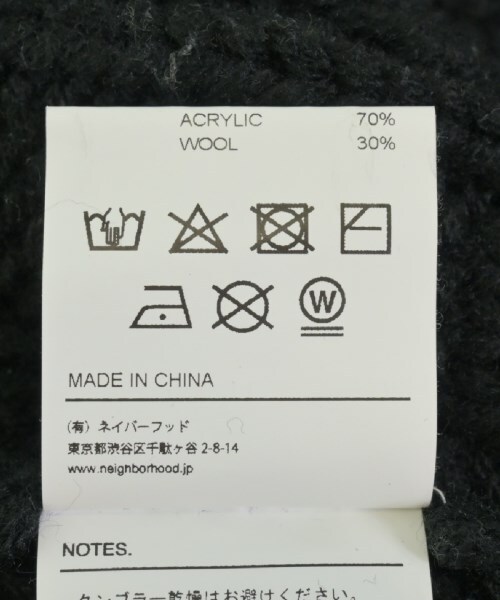 ACRYLIC 70%
WOOL 30%
W
MADE IN CHINA
(有) ネイバーフッド
東京都渋谷区千駄ヶ谷 2-8-14
www.neighborhood.jp
NOTES.
タンブラー乾燥はお避けください。